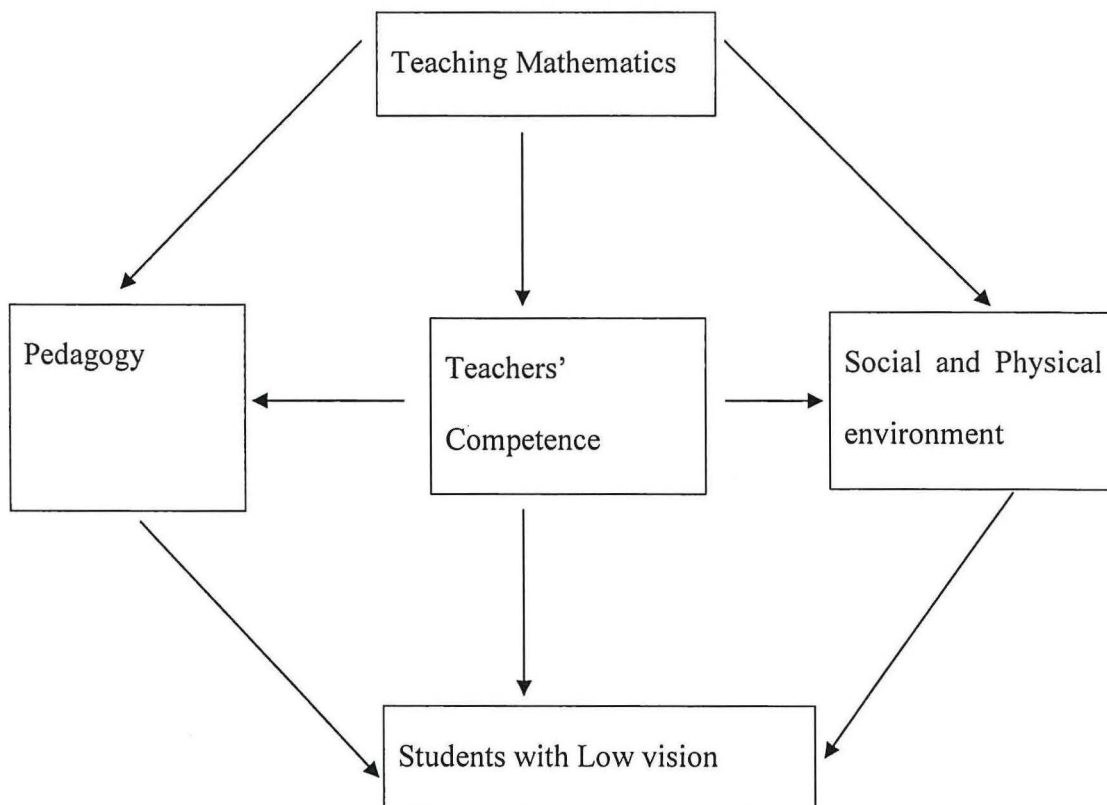 Teaching Mathematics
Pedagogy
Teachers'
Competence
Social and Physical
environment
Students with Low vision